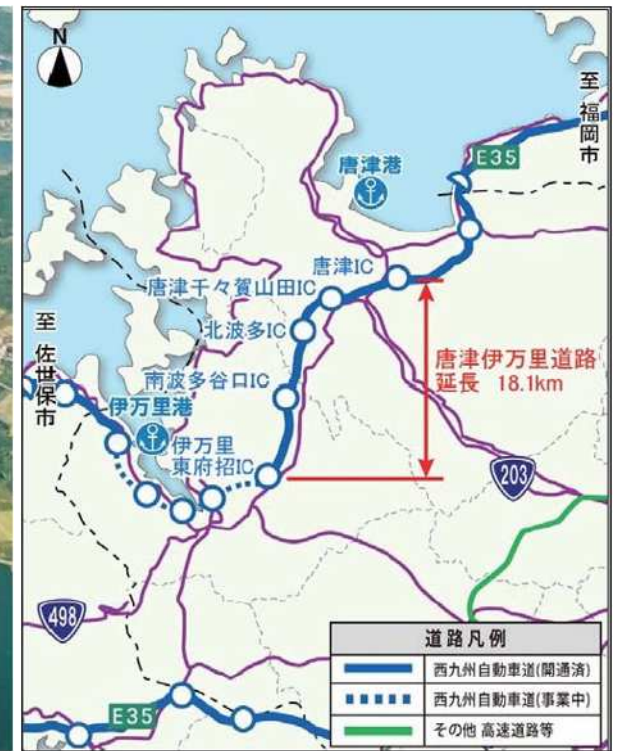 N
至 福岡市
E35
唐津港
唐津IC
唐津千々賀山田IC
北波多IC
唐津伊万里道路
延長 18.1km
南波多谷口IC
至 佐世保市
伊万里港
伊万里
東府招IC
203
498
E35
道路凡例
西九州自動車道(開通済)
西九州自動車道(事業中)
その他 高速道路等